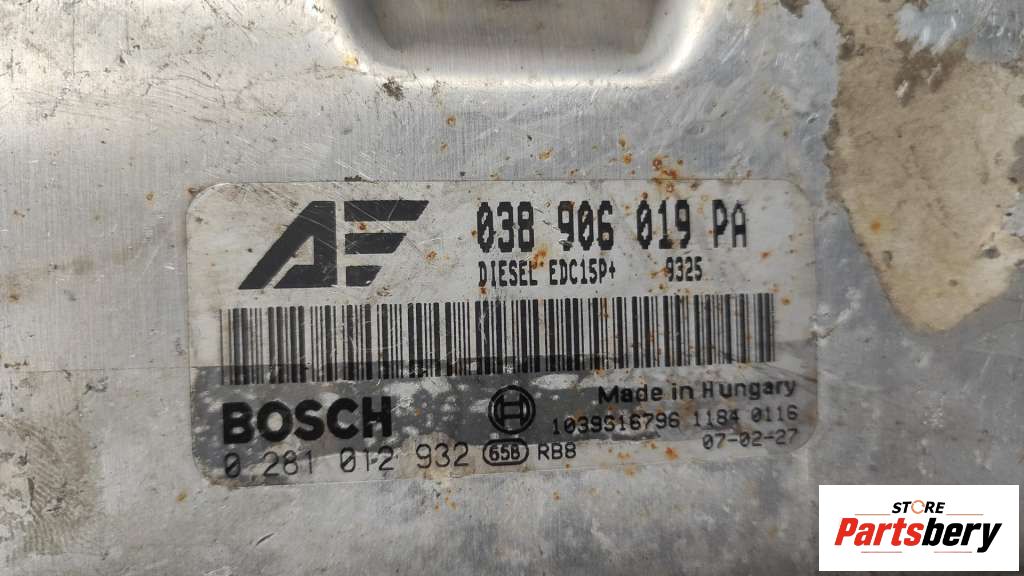 AE 038 906 019 PA
DIESEL EDC15P+ 9325
Made in Hungary
BOSCH 1039S16796 1184 0116
0 281 012 932 658 RB8 07-02-27
STORE
Partsbery